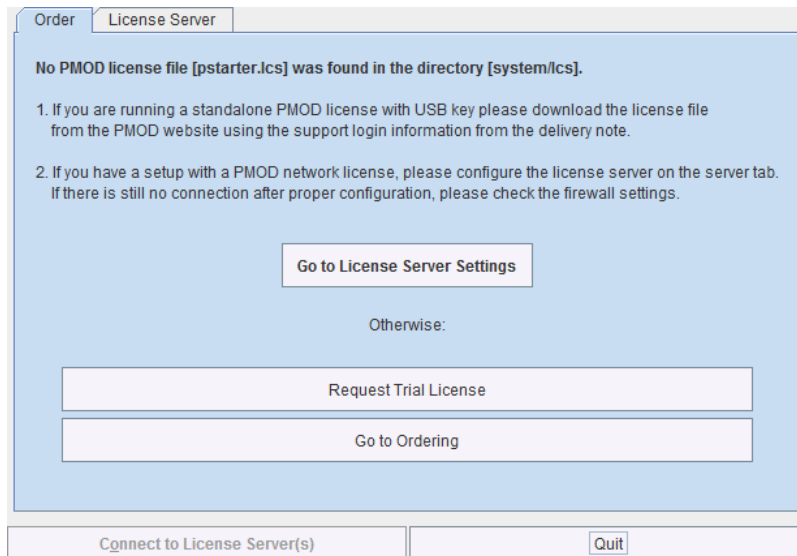 Order
License Server
No PMOD license file [pstarter.lcs] was found in the directory [system/lcs].
1. If you are running a standalone PMOD license with USB key please download the license file
from the PMOD website using the support login information from the delivery note.
2. If you have a setup with a PMOD network license, please configure the license server on the server tab.
If there is still no connection after proper configuration, please check the firewall settings.
Go to License Server Settings
Otherwise:
Request Trial License
Go to Ordering
Connect to License Server(s)
Quit